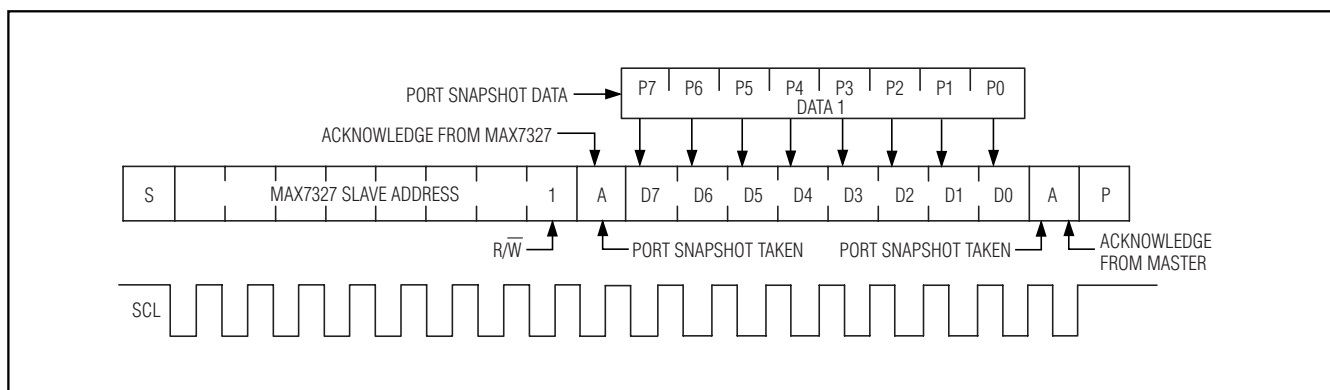 P7 P6 P5 P4 P3 P2 P1 P0
PORT SNAPSHOT DATA
DATA 1
ACKNOWLEDGE FROM MAX7327
S MAX7327 SLAVE ADDRESS 1 A D7 D6 D5 D4 D3 D2 D1 D0 A P
R/W̅ PORT SNAPSHOT TAKEN PORT SNAPSHOT TAKEN ACKNOWLEDGE
FROM MASTER
SCL